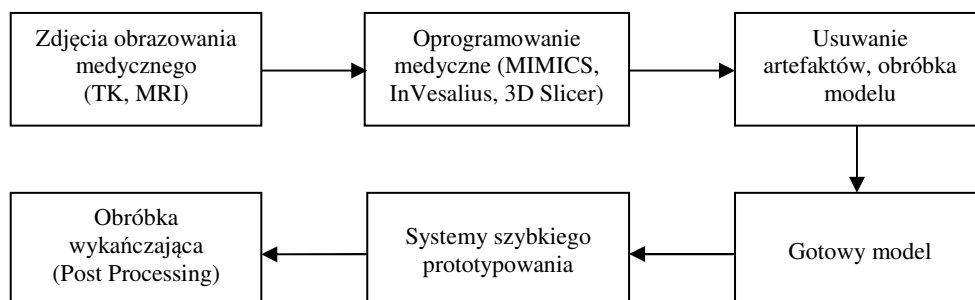 Zdjęcia obrazowania
medycznego
(TK, MRI)
Oprogramowanie
medyczne (MIMICS,
InVesalius, 3D Slicer)
Usuwanie
artefaktów, obróbka
modelu
Gotowy model
Systemy szybkiego
prototypowania
Obróbka
wykańczająca
(Post Processing)